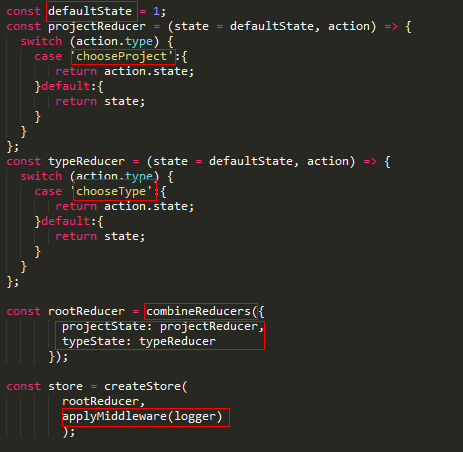 const defaultState = 1;
const projectReducer = (state = defaultState, action) => {
  switch (action.type) {
    case 'chooseProject':{
      return action.state;
    }default:{
      return state;
    }
  }
};
const typeReducer = (state = defaultState, action) => {
  switch (action.type) {
    case 'chooseType':{
      return action.state;
    }default:{
      return state;
    }
  }
};

const rootReducer = combineReducers({
       projectState: projectReducer,
       typeState: typeReducer
     });

const store = createStore(
       rootReducer,
       applyMiddleware(logger)
       );